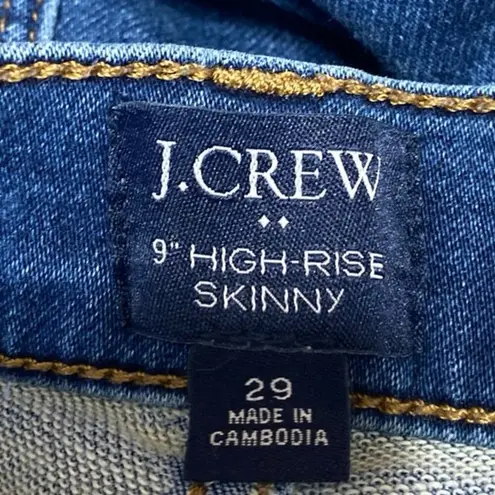 J.CREW
9" HIGH-RISE
SKINNY
29
MADE IN
CAMBODIA